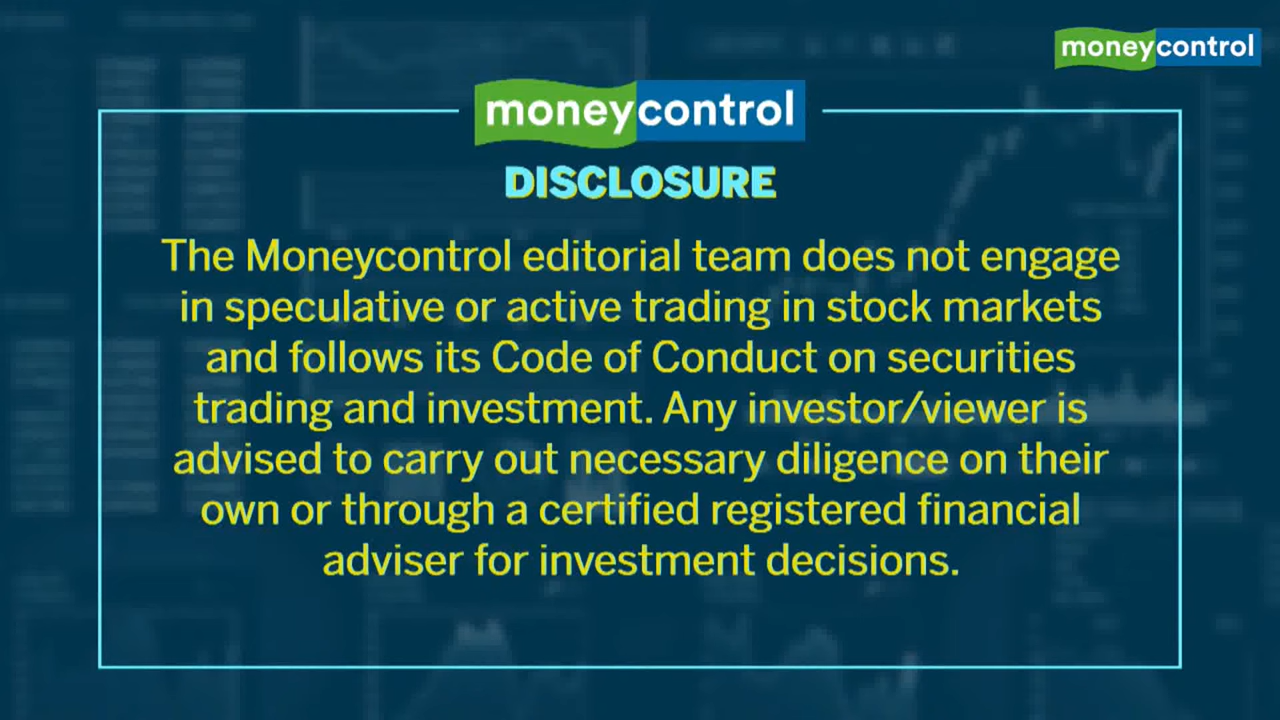 moneycontrol
moneycontrol
DISCLOSURE
The Moneycontrol editorial team does not engage
in speculative or active trading in stock markets
and follows its Code of Conduct on securities
trading and investment. Any investor/viewer is
advised to carry out necessary diligence on their
own or through a certified registered financial
adviser for investment decisions.